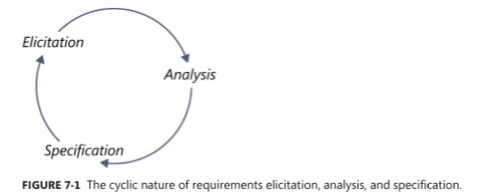 Elicitation
Analysis
Specification
FIGURE 7-1 The cyclic nature of requirements elicitation, analysis, and specification.